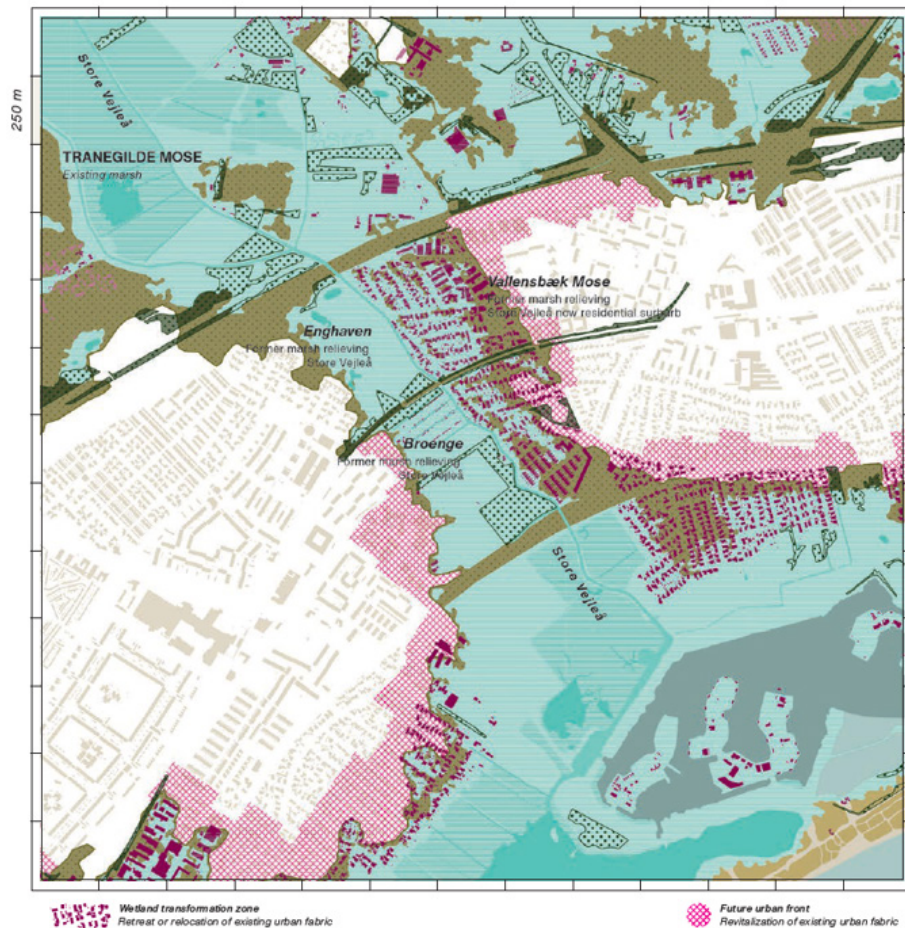 250 m
Store Vejleå
TRANEGILDE MOSE
Existing marsh
Vallensbæk Mose
Former marsh relieving
Store Vejleå now residential surburb
Enghaven
Former marsh relieving
Store Vejleå
Broenge
Former marsh relieving
Store Vejleå
Store Vejleå
Wetland transformation zone
Retreat or relocation of existing urban fabric
Future urban front
Revitalization of existing urban fabric